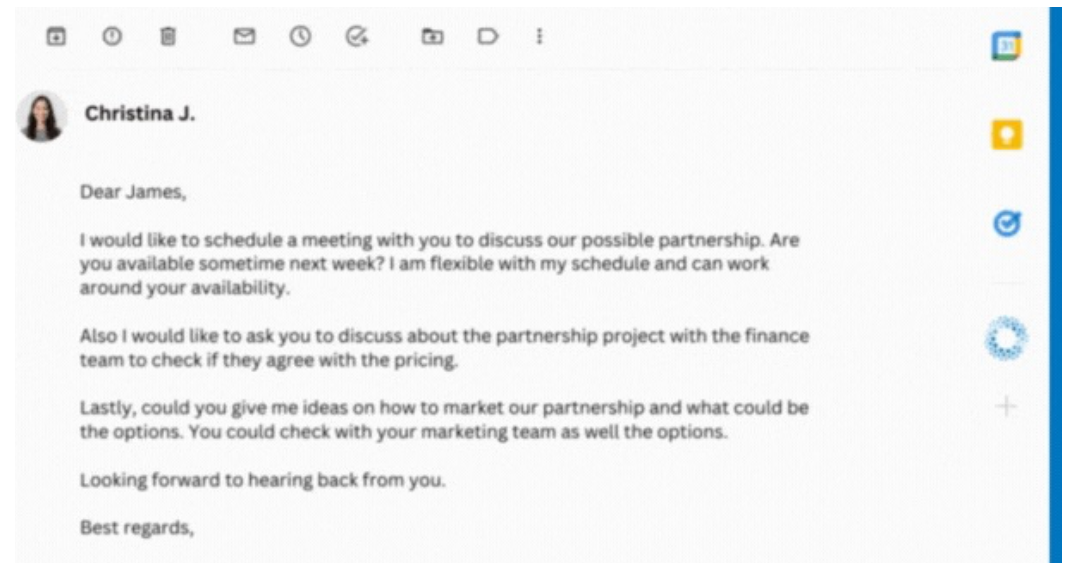 31
Christina J.
Dear James,
I would like to schedule a meeting with you to discuss our possible partnership. Are
you available sometime next week? I am flexible with my schedule and can work
around your availability.
Also I would like to ask you to discuss about the partnership project with the finance
team to check if they agree with the pricing.
Lastly, could you give me ideas on how to market our partnership and what could be
the options. You could check with your marketing team as well the options.
Looking forward to hearing back from you.
Best regards,